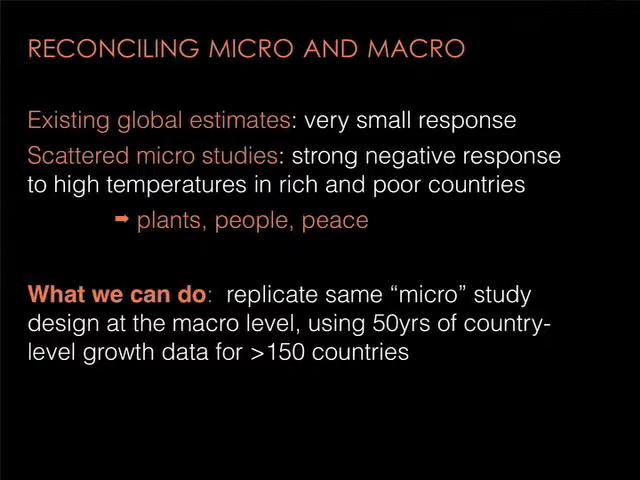 RECONCILING MICRO AND MACRO
Existing global estimates: very small response
Scattered micro studies: strong negative response
to high temperatures in rich and poor countries
➡ plants, people, peace
What we can do: replicate same “micro” study
design at the macro level, using 50yrs of country-
level growth data for >150 countries